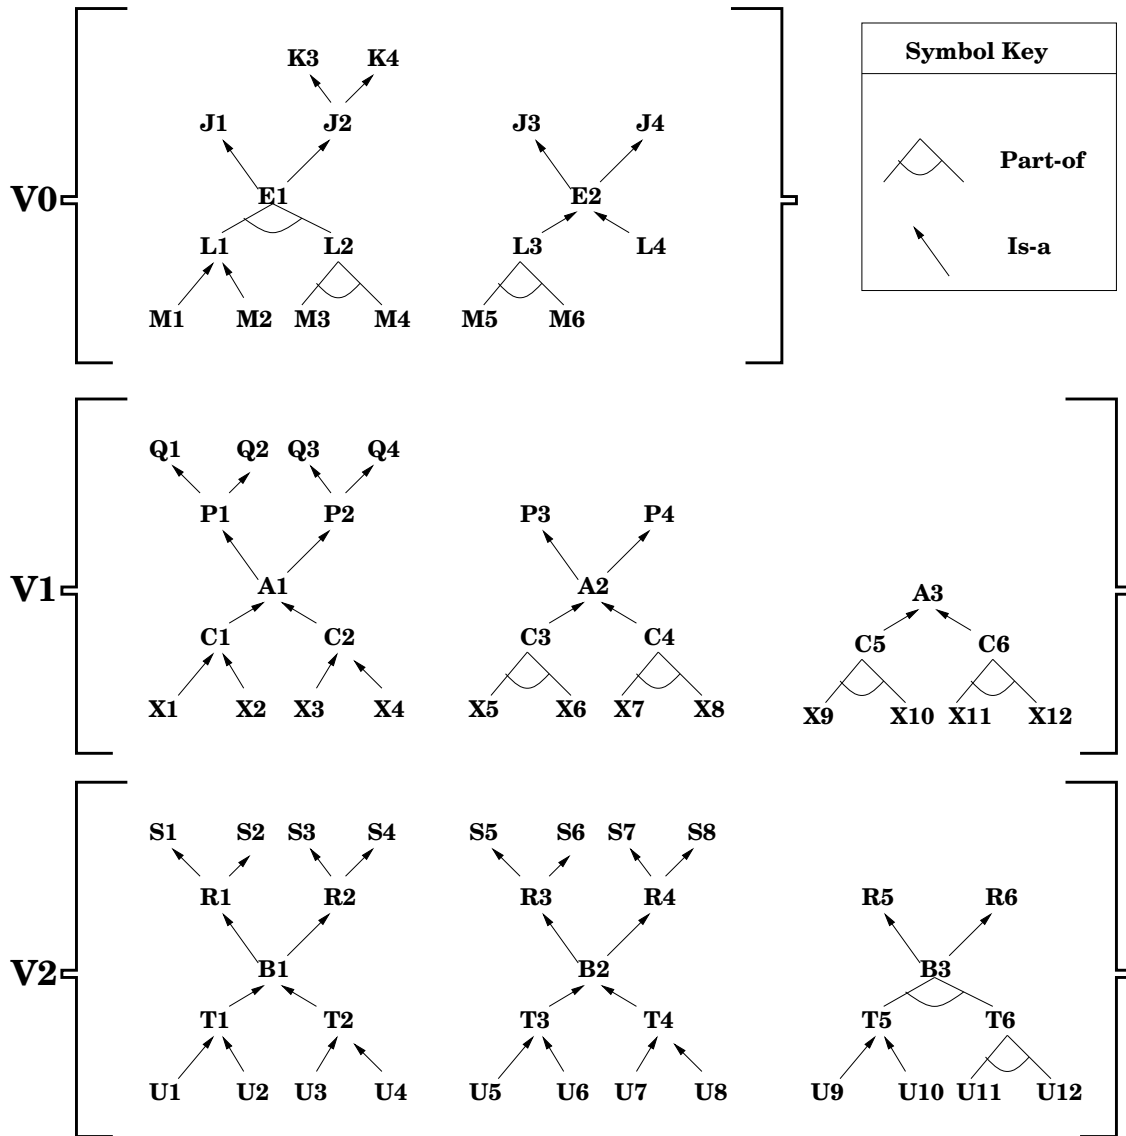 Symbol Key
Part-of
Is-a
V0
K3 K4
J1 J2 J3 J4
E1 E2
L1 L2 L3 L4
M1 M2 M3 M4 M5 M6
V1
Q1 Q2 Q3 Q4
P1 P2 P3 P4
A1 A2 A3
C1 C2 C3 C4 C5 C6
X1 X2 X3 X4 X5 X6 X7 X8 X9 X10 X11 X12
V2
S1 S2 S3 S4 S5 S6 S7 S8
R1 R2 R3 R4 R5 R6
B1 B2 B3
T1 T2 T3 T4 T5 T6
U1 U2 U3 U4 U5 U6 U7 U8 U9 U10 U11 U12